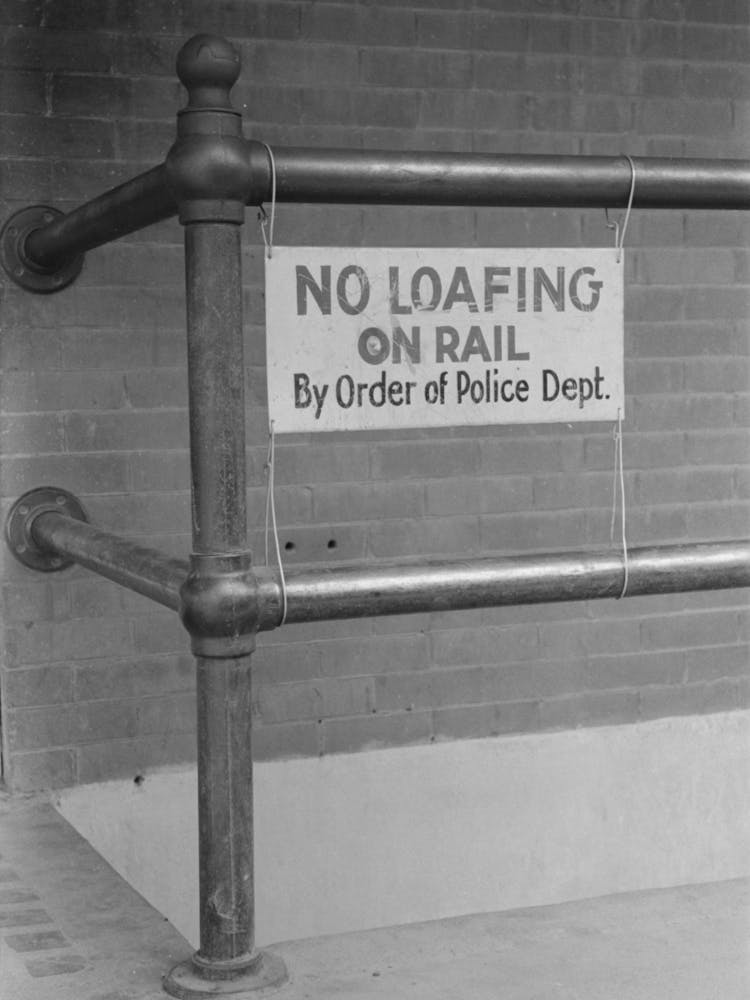 NO LOAFING
ON RAIL
By Order of Police Dept.